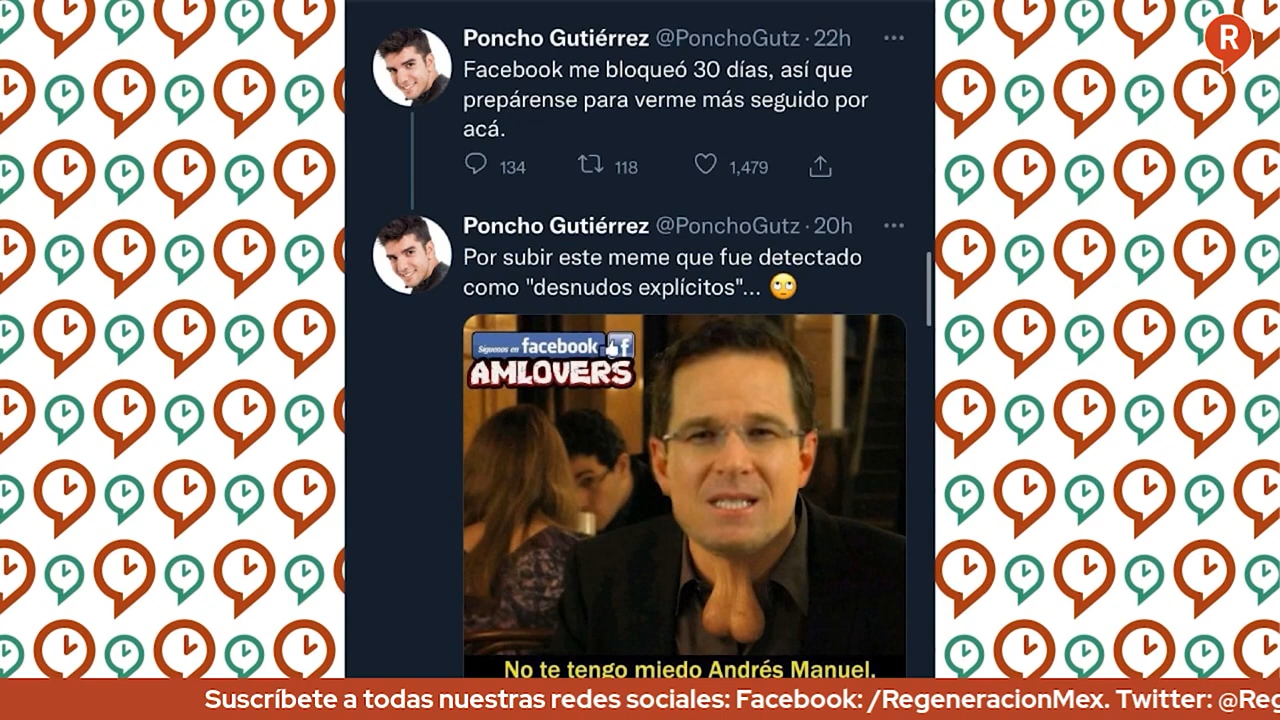 R
Poncho Gutiérrez @PonchoGutz · 22h
Facebook me bloqueó 30 días, así que
prepárense para verme más seguido por
acá.
134 118 1,479
Poncho Gutiérrez @PonchoGutz · 20h
Por subir este meme que fue detectado
como "desnudos explícitos"... 🙄
Síguenos en facebook f
AMLOVERS
No te tengo miedo Andrés Manuel.
Suscríbete a todas nuestras redes sociales: Facebook: /RegeneracionMex. Twitter: @Reg